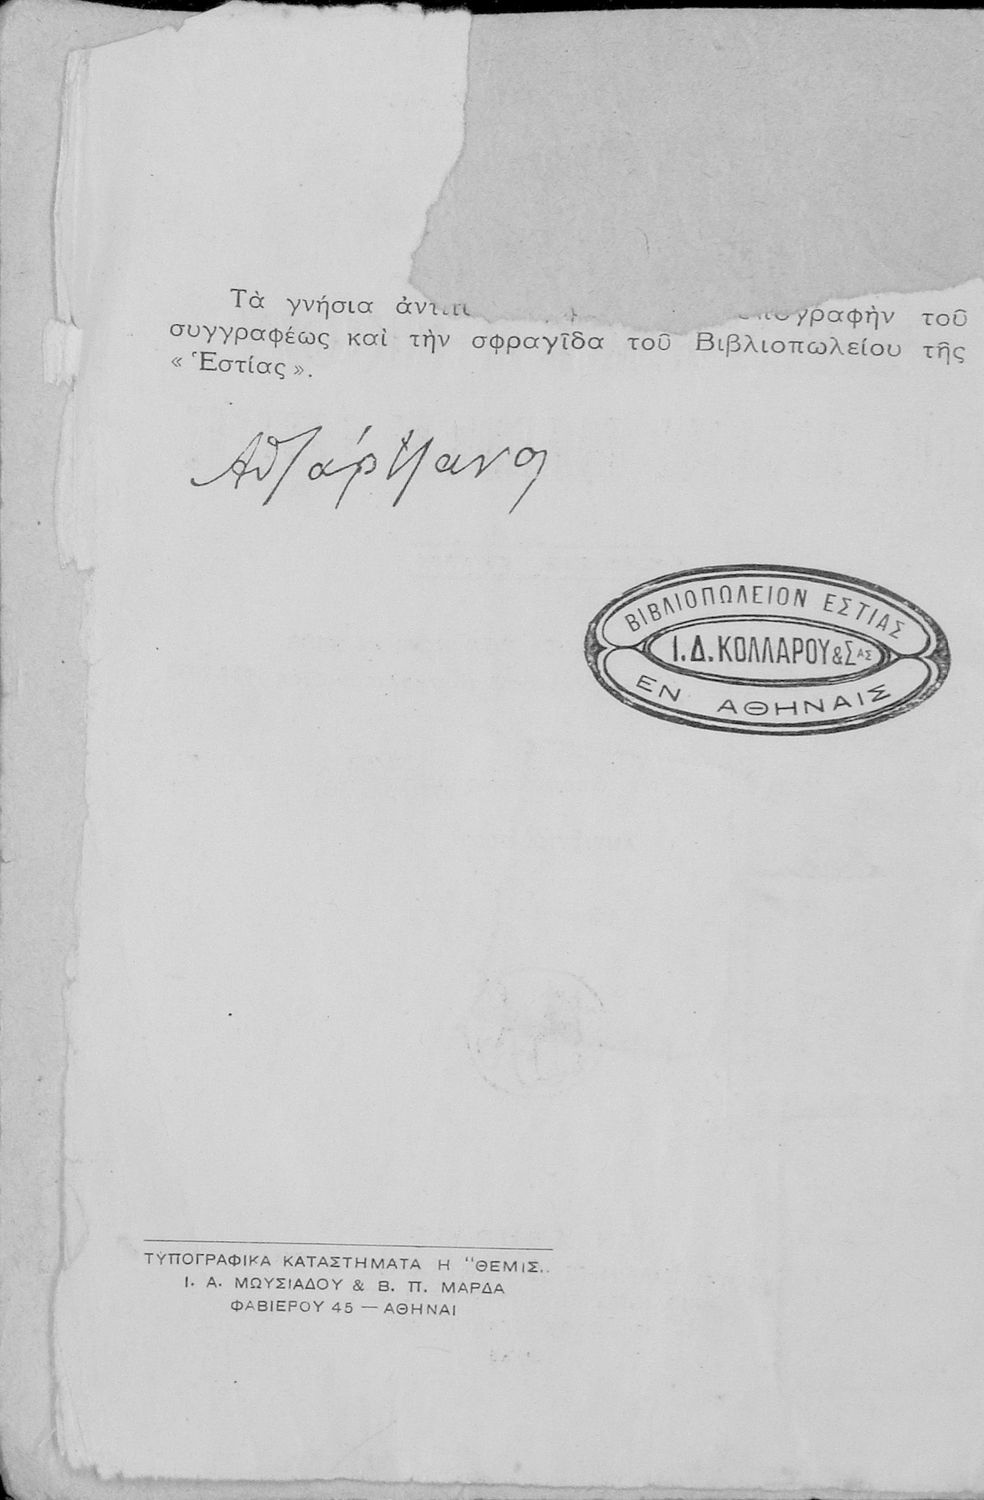 Τὰ γνήσια τοῦ
συγγραφέως καὶ τὴν σφραγῖδα τοῦ Βιβλιοπωλείου τῆς
« Ἑστίας ».
ΒΙΒΛΙΟΠΩΛΕΙΟΝ ΕΣΤΙΑΣ
Ι.Δ.ΚΟΛΛΑΡΟΥ & ΣΑΣ
ΕΝ ΑΘΗΝΑΙΣ
ΤΥΠΟΓΡΑΦΙΚΑ ΚΑΤΑΣΤΗΜΑΤΑ Η "ΘΕΜΙΣ„
Ι. Α. ΜΩΥΣΙΑΔΟΥ & Β. Π. ΜΑΡΔΑ
ΦΑΒΙΕΡΟΥ 45 — ΑΘΗΝΑΙ